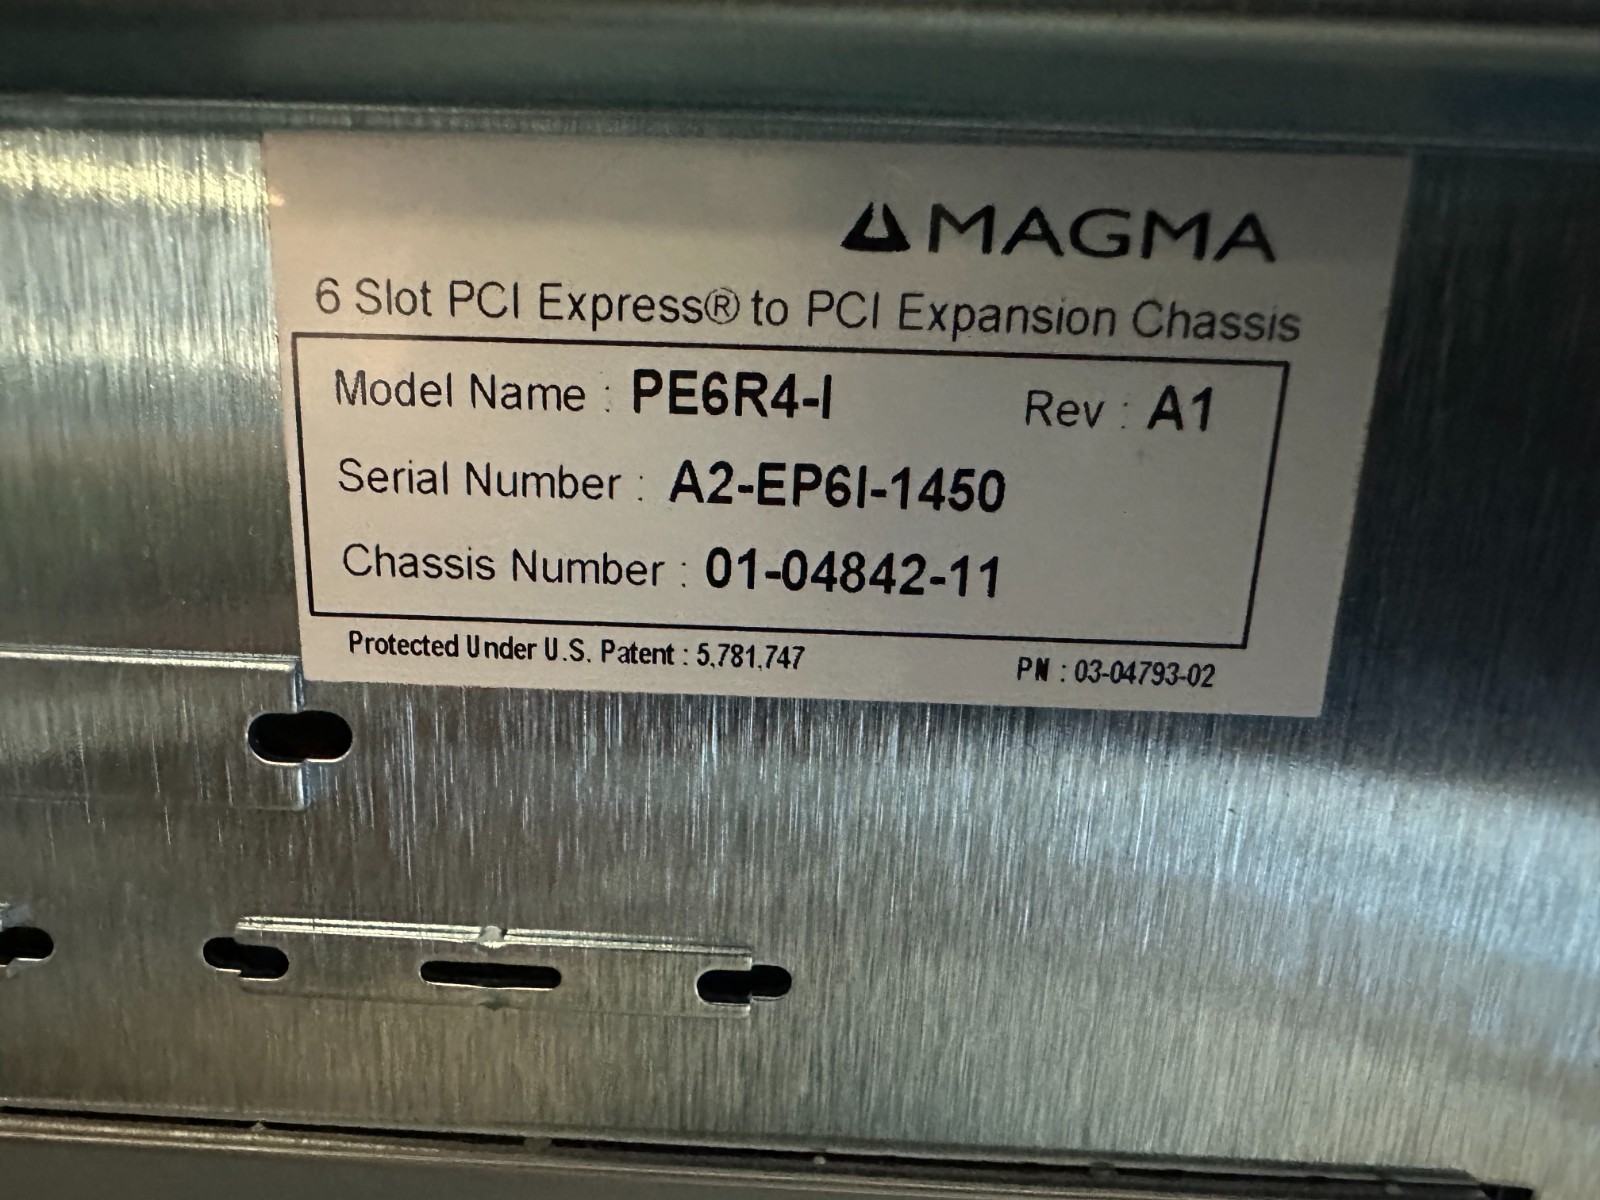 MAGMA
6 Slot PCI Express® to PCI Expansion Chassis
Model Name : PE6R4-I Rev : A1
Serial Number : A2-EP6I-1450
Chassis Number : 01-04842-11
Protected Under U.S. Patent : 5,781,747 PN : 03-04793-02